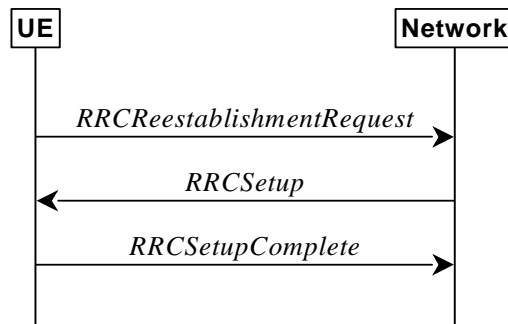 UE
Network
RRCReestablishmentRequest
RRCSetup
RRCSetupComplete